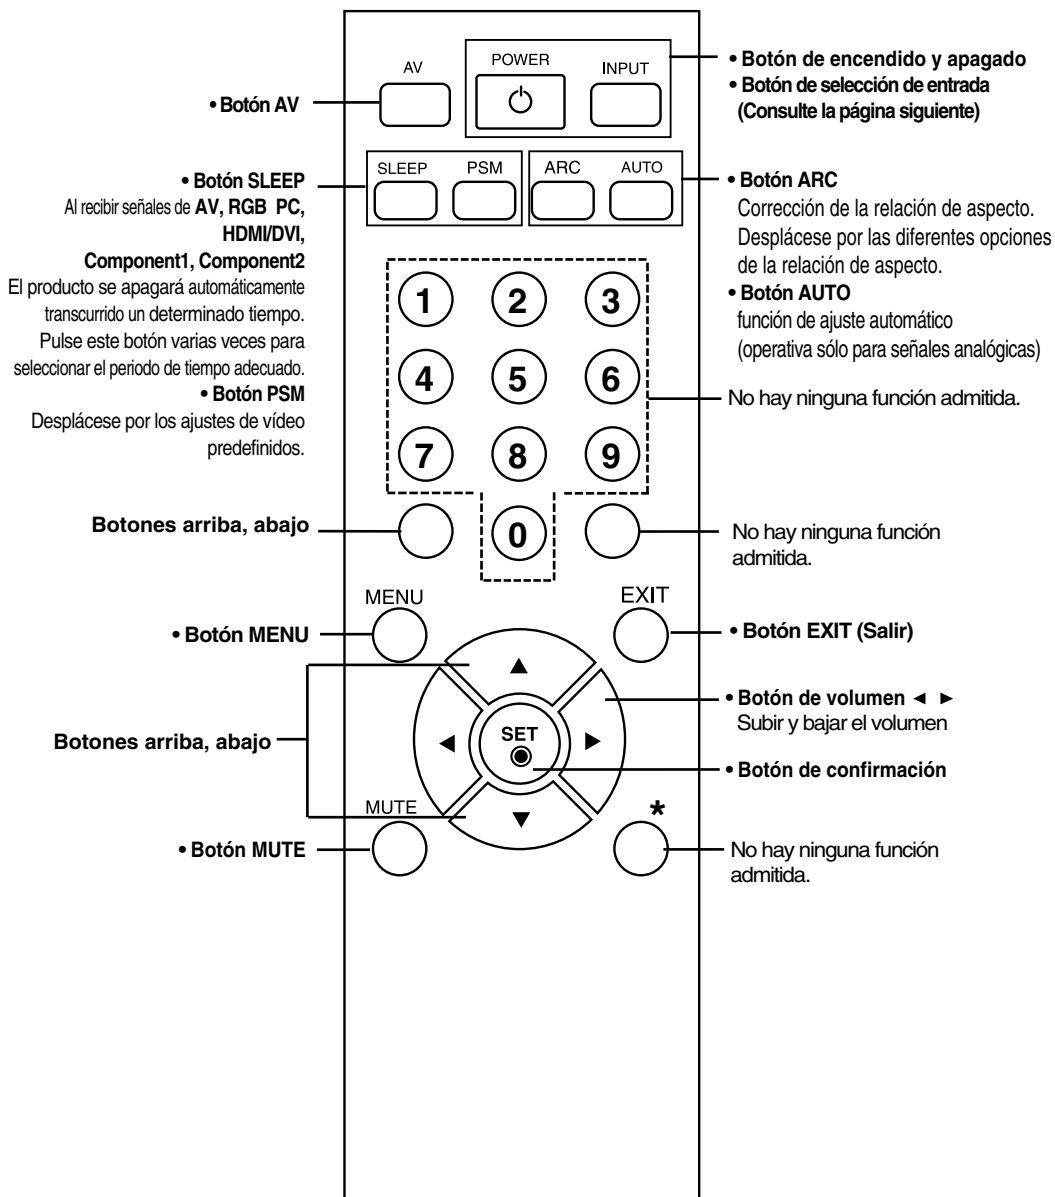 AV
POWER
INPUT
• Botón AV
• Botón de encendido y apagado
• Botón de selección de entrada
(Consulte la página siguiente)
SLEEP
PSM
ARC
AUTO
• Botón SLEEP
Al recibir señales de AV, RGB PC,
HDMI/DVI,
Component1, Component2
El producto se apagará automáticamente
transcurrido un determinado tiempo.
Pulse este botón varias veces para
seleccionar el periodo de tiempo adecuado.
• Botón PSM
Desplácese por los ajustes de vídeo
predefinidos.
• Botón ARC
Corrección de la relación de aspecto.
Desplácese por las diferentes opciones
de la relación de aspecto.
• Botón AUTO
función de ajuste automático
(operativa sólo para señales analógicas)
1 2 3
4 5 6
7 8 9
0
No hay ninguna función admitida.
Botones arriba, abajo
No hay ninguna función
admitida.
MENU
EXIT
• Botón MENU
• Botón EXIT (Salir)
▲
◄
SET
►
▼
Botones arriba, abajo
• Botón de volumen ◄ ►
Subir y bajar el volumen
• Botón de confirmación
MUTE
*
• Botón MUTE
No hay ninguna función
admitida.